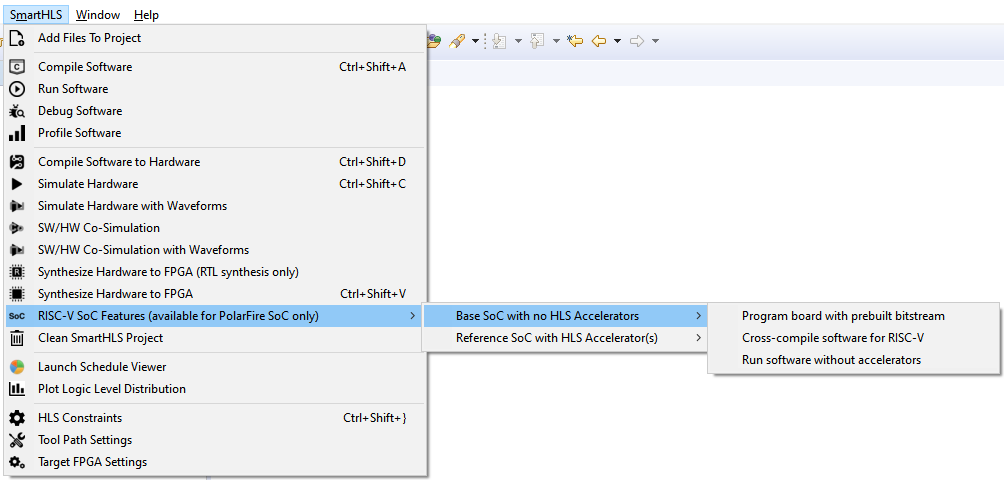 SmartHLS Window Help
Add Files To Project
Compile Software Ctrl+Shift+A
Run Software
Debug Software
Profile Software
Compile Software to Hardware Ctrl+Shift+D
Simulate Hardware Ctrl+Shift+C
Simulate Hardware with Waveforms
SW/HW Co-Simulation
SW/HW Co-Simulation with Waveforms
Synthesize Hardware to FPGA (RTL synthesis only)
Synthesize Hardware to FPGA Ctrl+Shift+V
SoC RISC-V SoC Features (available for PolarFire SoC only)
Clean SmartHLS Project
Launch Schedule Viewer
Plot Logic Level Distribution
HLS Constraints Ctrl+Shift+}
Tool Path Settings
Target FPGA Settings
Base SoC with no HLS Accelerators
Reference SoC with HLS Accelerator(s)
Program board with prebuilt bitstream
Cross-compile software for RISC-V
Run software without accelerators